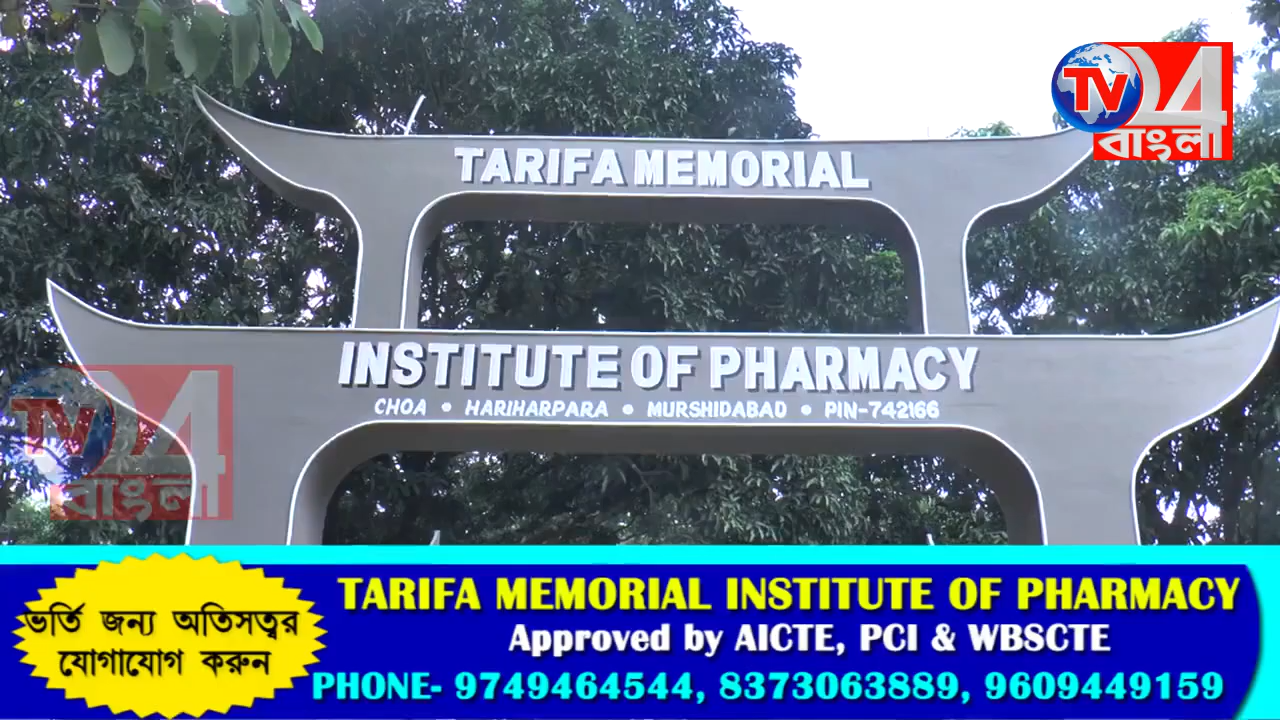 TV 24
বাংলা
TARIFA MEMORIAL
INSTITUTE OF PHARMACY
CHOA • HARIHARPARA • MURSHIDABAD • PIN-742166
TV 24
বাংলা
ভর্তি জন্য অতিসত্বর
যোগাযোগ করুন
TARIFA MEMORIAL INSTITUTE OF PHARMACY
Approved by AICTE, PCI & WBSCTE
PHONE- 9749464544, 8373063889, 9609449159